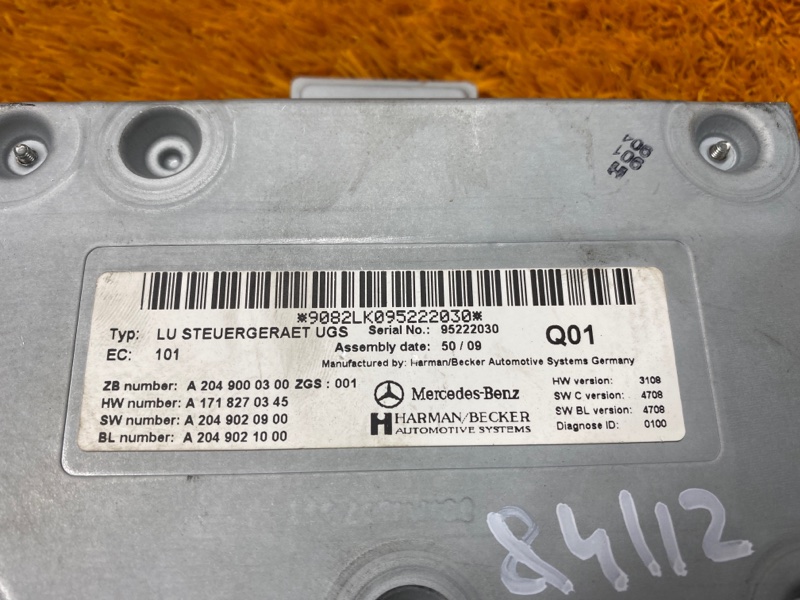 901
904
*9082LK095222030*
Typ: LU STEUERGERAET UGS Serial No.: 95222030 Q01
EC: 101 Assembly date: 50 / 09
Manufactured by: Harman/Becker Automotive Systems Germany
ZB number: A 204 900 03 00 ZGS : 001
HW number: A 171 827 03 45
SW number: A 204 902 09 00
BL number: A 204 902 10 00
Mercedes-Benz
HARMAN/BECKER
AUTOMOTIVE SYSTEMS
HW version: 3108
SW C version: 4708
SW BL version: 4708
Diagnose ID: 0100
84112